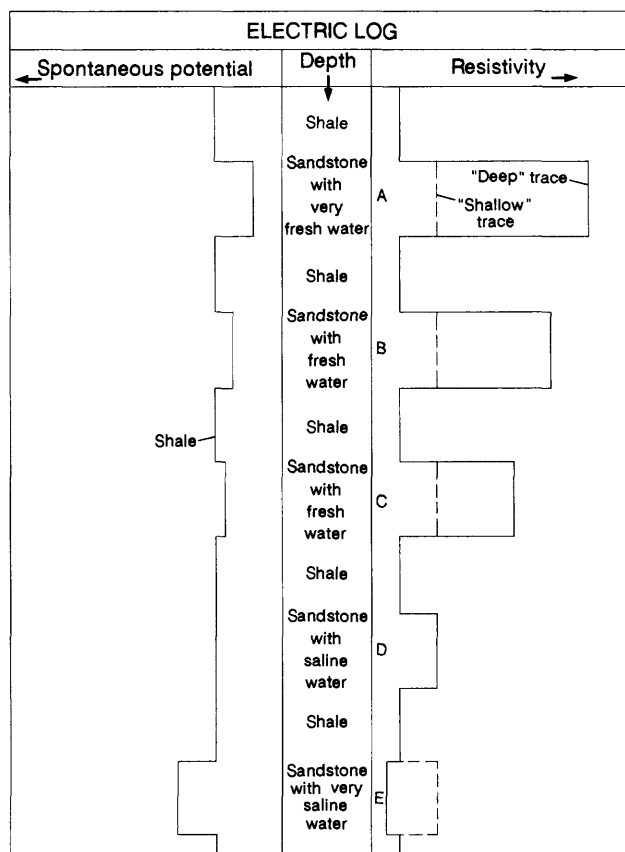 ELECTRIC LOG
Spontaneous potential
Depth
Resistivity
Shale
Sandstone
with
very
fresh water
A
"Deep" trace
"Shallow"
trace
Shale
Sandstone
with
fresh
water
B
Shale
Shale
Sandstone
with
fresh
water
C
Shale
Sandstone
with
saline
water
D
Shale
Sandstone
with very
saline
water
E